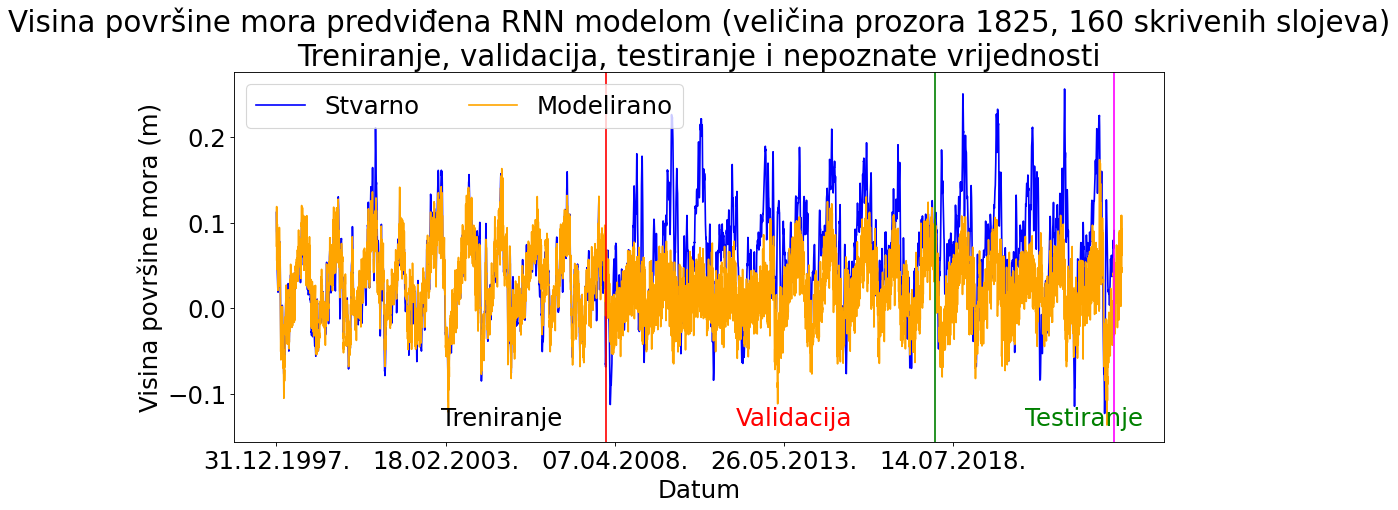 Visina površine mora predviđena RNN modelom (veličina prozora 1825, 160 skrivenih slojeva)
Treniranje, validacija, testiranje i nepoznate vrijednosti
Stvarno Modelirano
Visina površine mora (m)
0.2
0.1
0.0
−0.1
Treniranje Validacija Testiranje
31.12.1997. 18.02.2003. 07.04.2008. 26.05.2013. 14.07.2018.
Datum